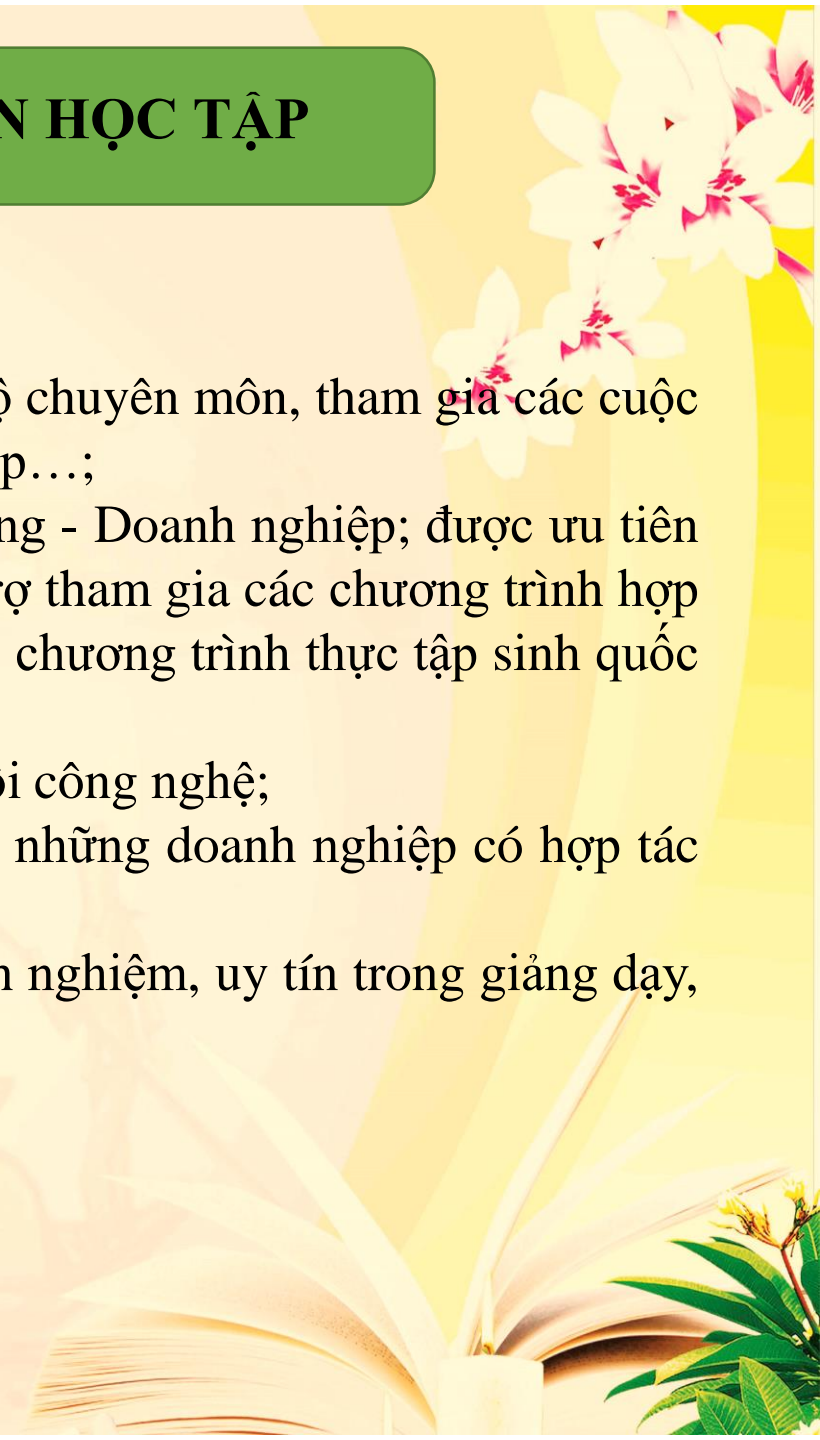 N HỌC TẬP
ộ chuyên môn, tham gia các cuộc
p…;
ng - Doanh nghiệp; được ưu tiên
rợ tham gia các chương trình hợp
chương trình thực tập sinh quốc
ội công nghệ;
những doanh nghiệp có hợp tác
h nghiệm, uy tín trong giảng dạy,